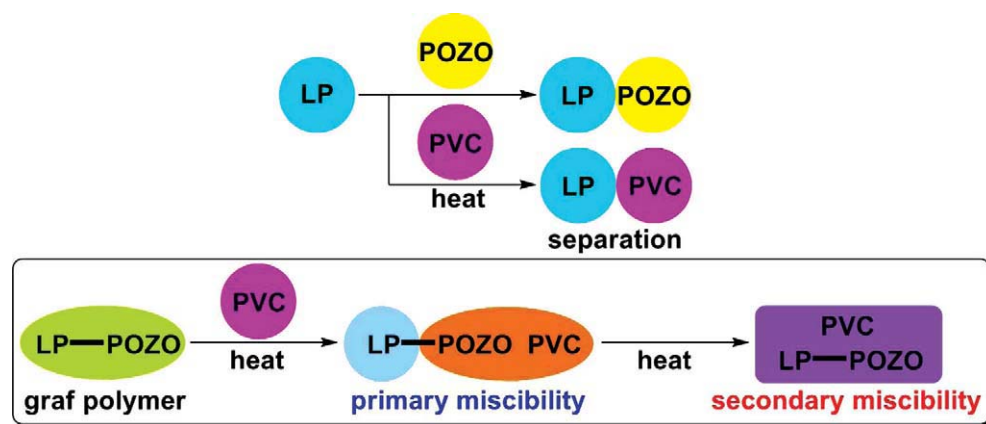 POZO
LP
LP POZO
PVC
heat
LP PVC
separation
PVC
LP POZO
heat
LP POZO PVC
heat
PVC
LP POZO
graf polymer
primary miscibility
secondary miscibility